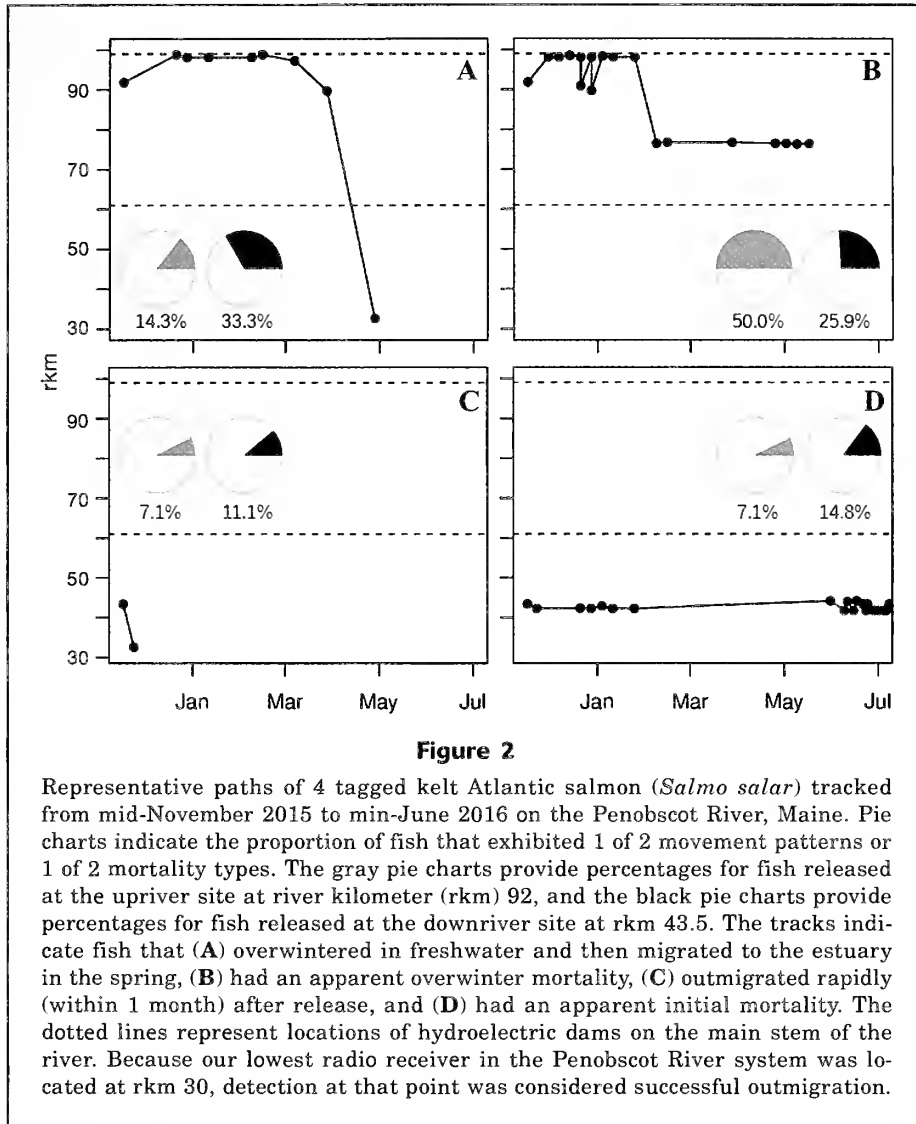 A
B
90
70
50
30
14.3%
33.3%
50.0%
25.9%
rkm
C
D
90
70
50
30
7.1%
11.1%
7.1%
14.8%
Jan
Mar
May
Jul
Jan
Mar
May
Jul
Figure 2
Representative paths of 4 tagged kelt Atlantic salmon (Salmo salar) tracked
from mid-November 2015 to min-June 2016 on the Penobscot River, Maine. Pie
charts indicate the proportion of fish that exhibited 1 of 2 movement patterns or
1 of 2 mortality types. The gray pie charts provide percentages for fish released
at the upriver site at river kilometer (rkm) 92, and the black pie charts provide
percentages for fish released at the downriver site at rkm 43.5. The tracks indi-
cate fish that (A) overwintered in freshwater and then migrated to the estuary
in the spring, (B) had an apparent overwinter mortality, (C) outmigrated rapidly
(within 1 month) after release, and (D) had an apparent initial mortality. The
dotted lines represent locations of hydroelectric dams on the main stem of the
river. Because our lowest radio receiver in the Penobscot River system was lo-
cated at rkm 30, detection at that point was considered successful outmigration.